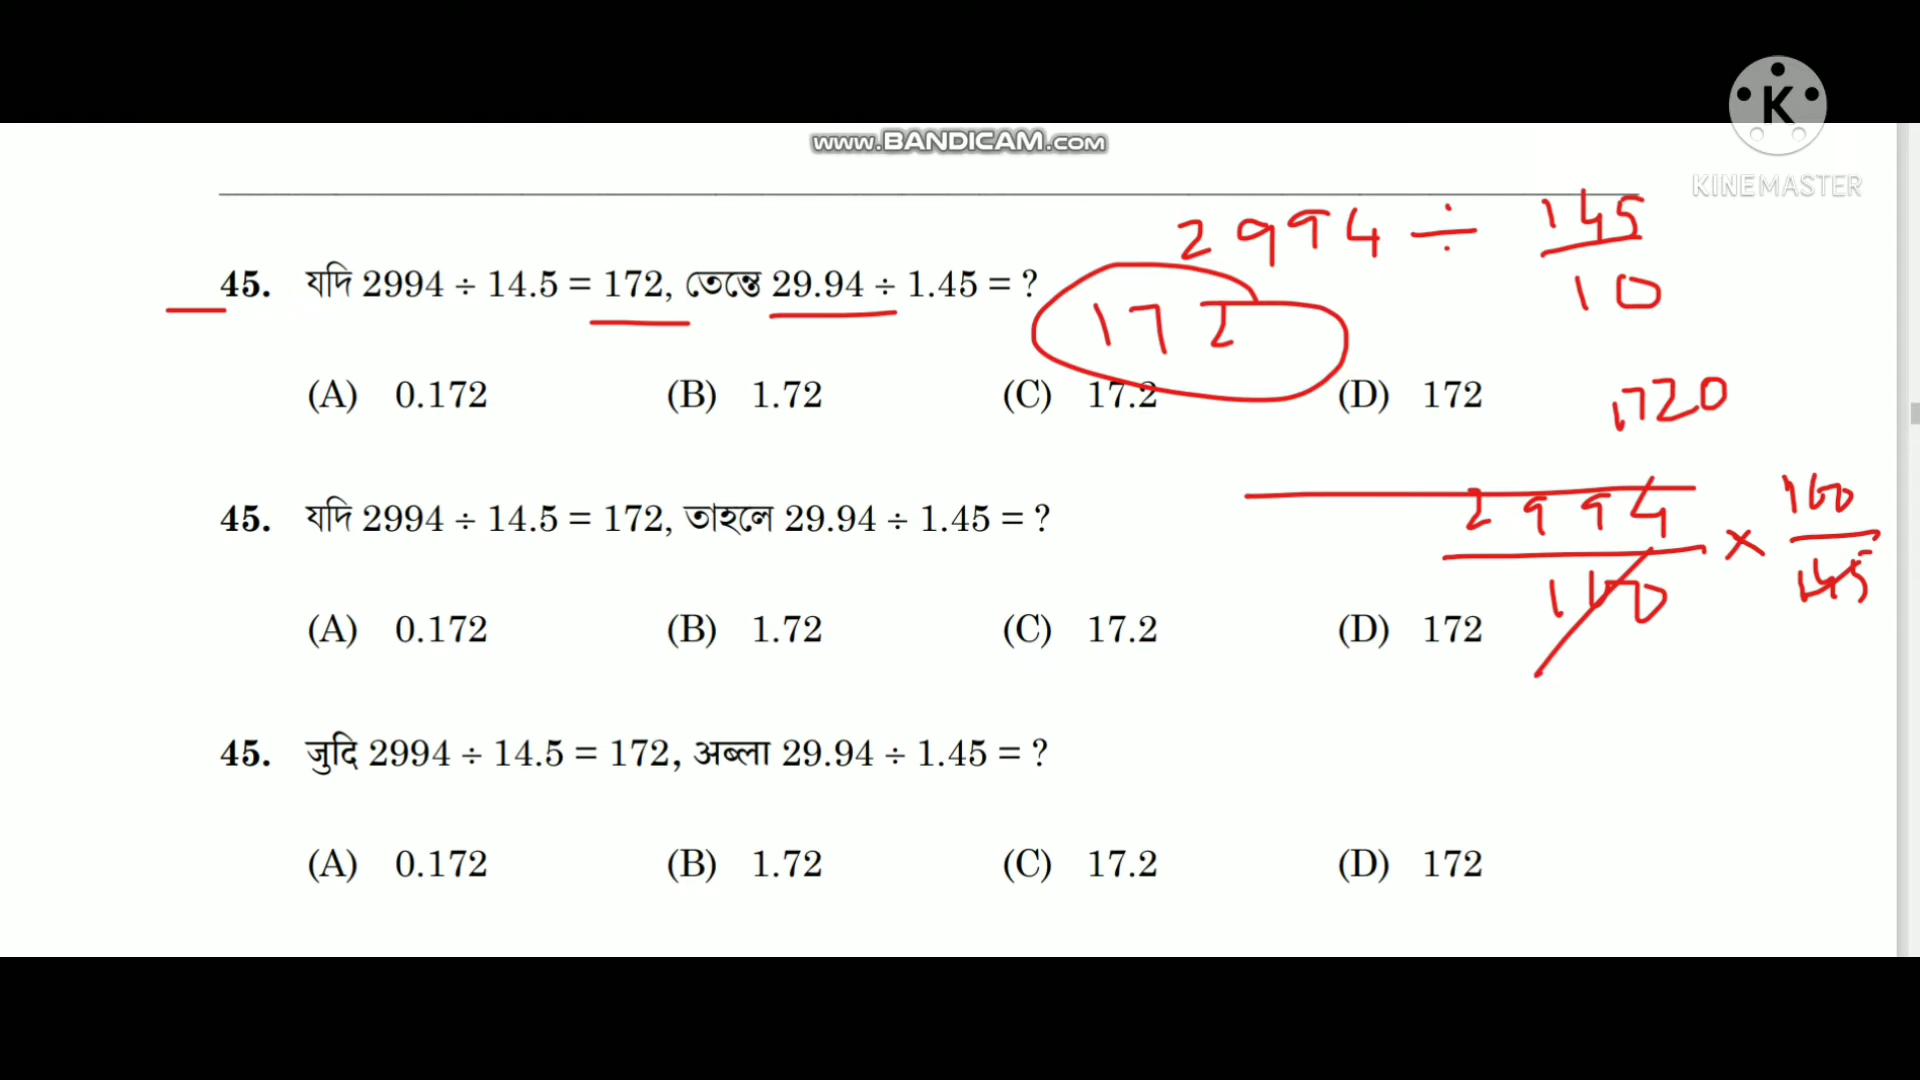 www.BANDICAM.com
K
KINEMASTER
2994 ÷ 145
10
45. যদি 2994 ÷ 14.5 = 172, তেন্তে 29.94 ÷ 1.45 = ?
172
(A) 0.172 (B) 1.72 (C) 17.2 (D) 172
1720
45. যদি 2994 ÷ 14.5 = 172, তাহলে 29.94 ÷ 1.45 = ?
2994 × 100
100 145
(A) 0.172 (B) 1.72 (C) 17.2 (D) 172
45. जुदि 2994 ÷ 14.5 = 172, अब्ला 29.94 ÷ 1.45 = ?
(A) 0.172 (B) 1.72 (C) 17.2 (D) 172